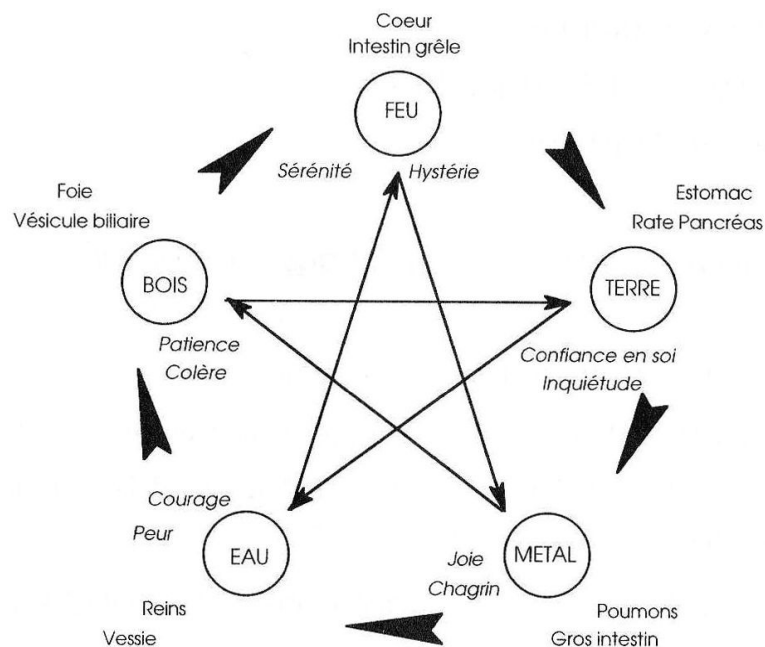 Coeur
Intestin grêle
FEU
Sérénité
Hystérie
Foie
Vésicule biliaire
BOIS
Patience
Colère
Estomac
Rate Pancréas
TERRE
Confiance en soi
Inquiétude
Courage
Peur
EAU
Reins
Vessie
Joie
Chagrin
METAL
Poumons
Gros intestin